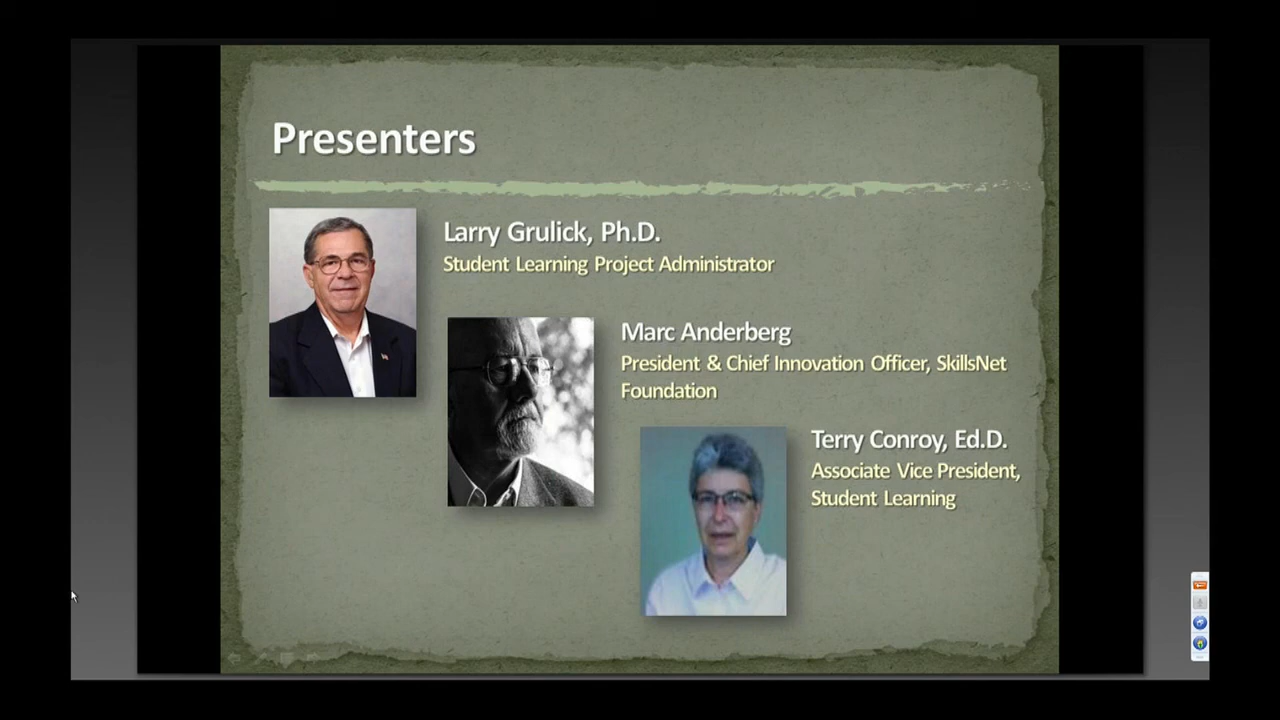 Presenters
Larry Grulick, Ph.D.
Student Learning Project Administrator
Marc Anderberg
President & Chief Innovation Officer, SkillsNet
Foundation
Terry Conroy, Ed.D.
Associate Vice President,
Student Learning